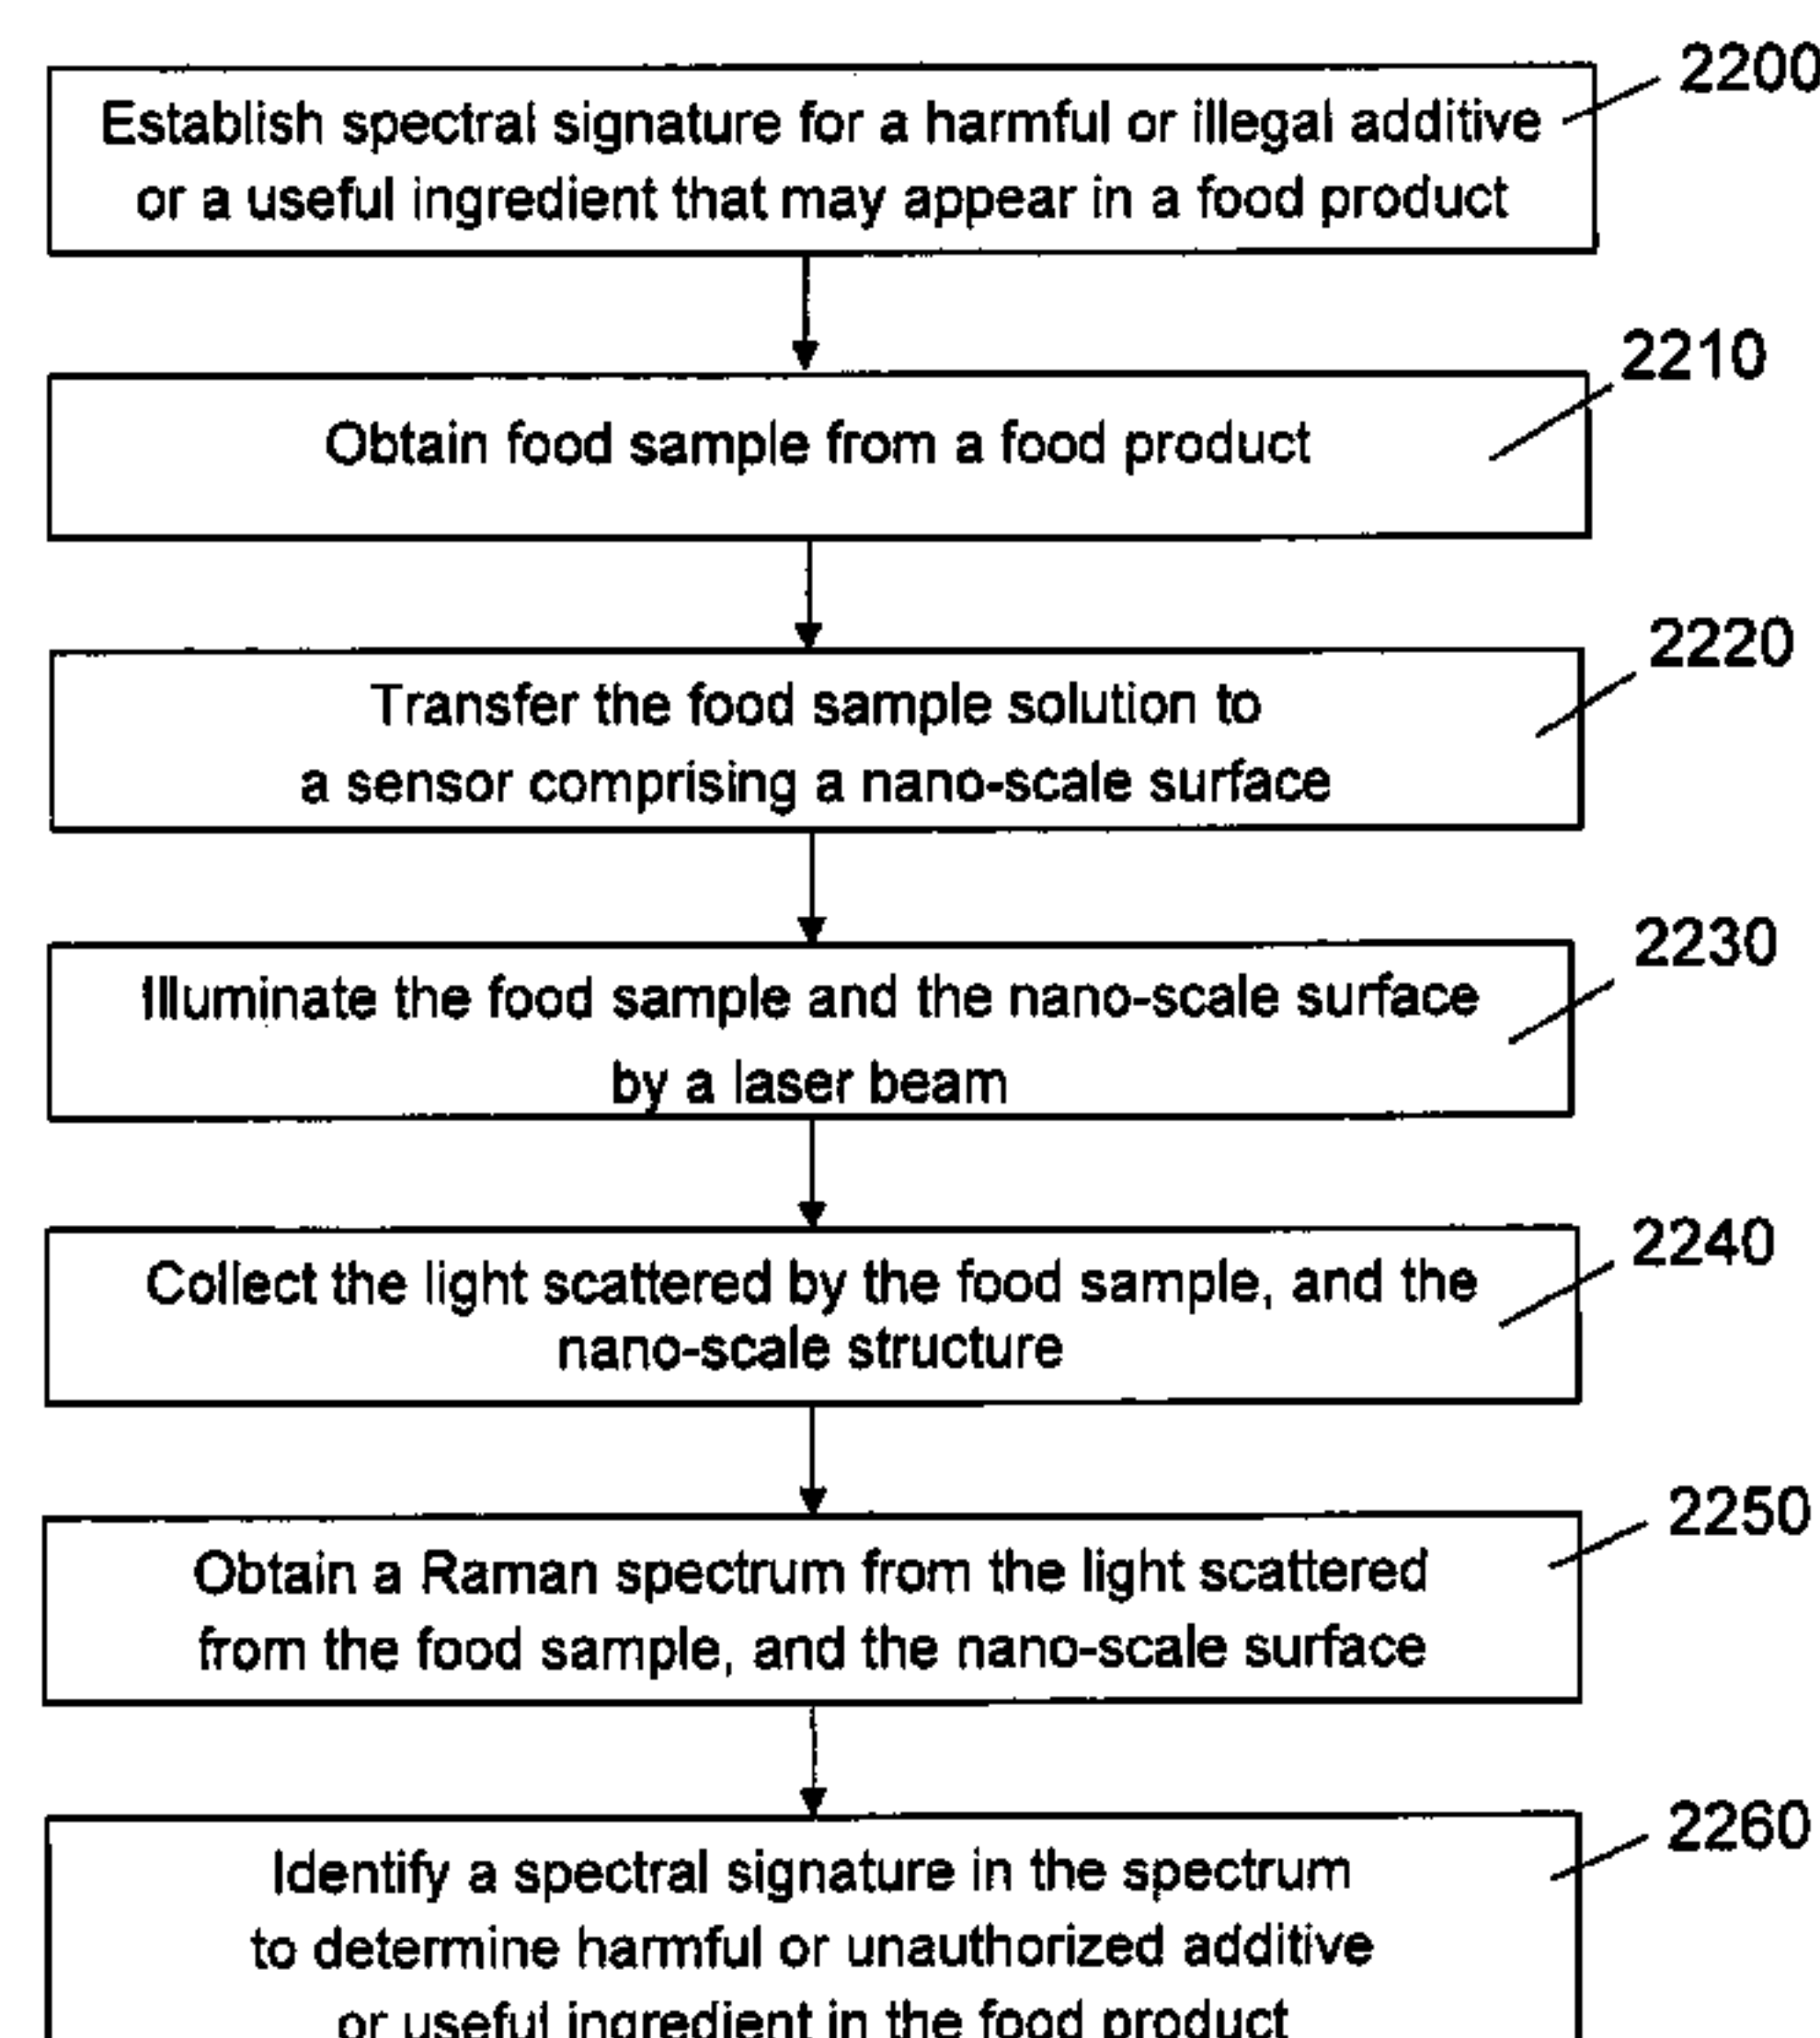 2200
Establish spectral signature for a harmful or illegal additive
or a useful ingredient that may appear in a food product
2210
Obtain food sample from a food product
2220
Transfer the food sample solution to
a sensor comprising a nano-scale surface
2230
Illuminate the food sample and the nano-scale surface
by a laser beam
2240
Collect the light scattered by the food sample, and the
nano-scale structure
2250
Obtain a Raman spectrum from the light scattered
from the food sample, and the nano-scale surface
2260
Identify a spectral signature in the spectrum
to determine harmful or unauthorized additive
or useful ingredient in the food product